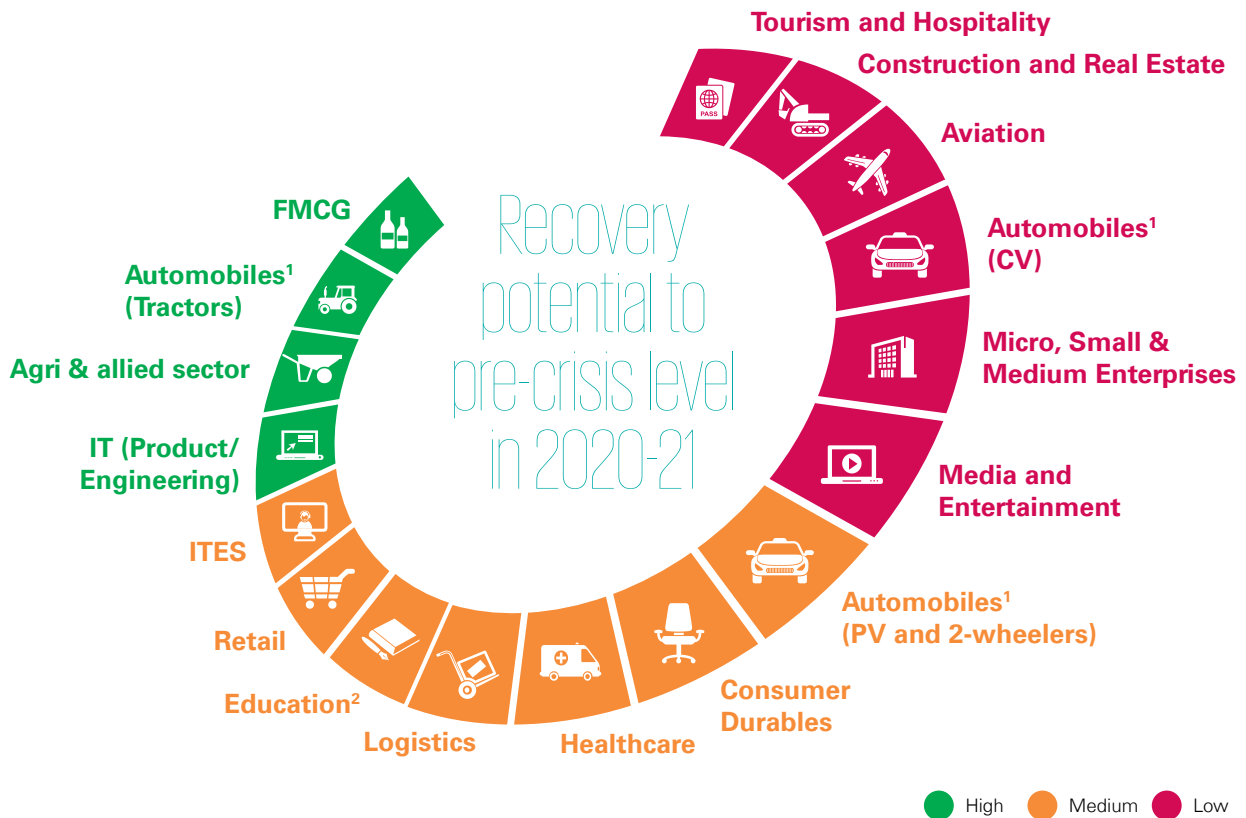 Tourism and Hospitality
Construction and Real Estate
PASS
Aviation
Automobiles¹
(CV)
Micro, Small &
Medium Enterprises
Media and
Entertainment
Automobiles¹
(PV and 2-wheelers)
Consumer
Durables
Healthcare
Logistics
Education²
Retail
ITES
IT (Product/
Engineering)
Agri & allied sector
Automobiles¹
(Tractors)
FMCG
Recovery
potential to
pre-crisis level
in 2020-21
High
Medium
Low